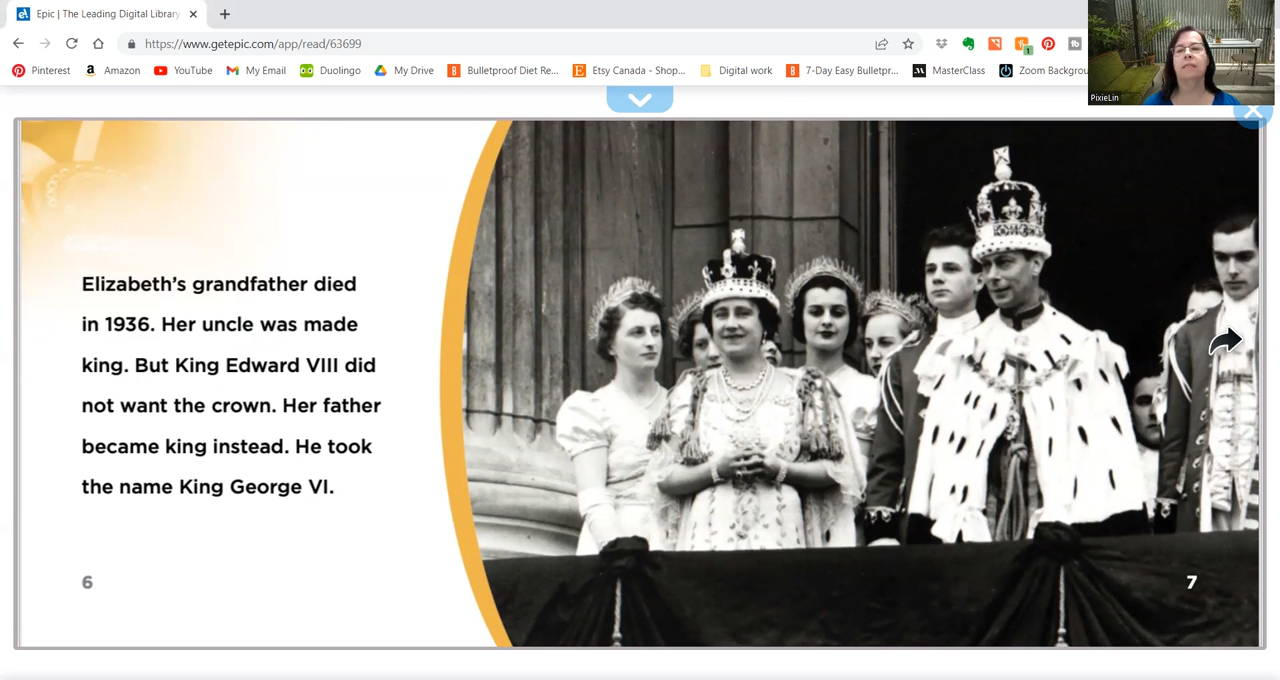 Epic | The Leading Digital Library
https://www.getepic.com/app/read/63699
1
Pinterest
Amazon
YouTube
My Email
Duolingo
My Drive
Bulletproof Diet Re...
Etsy Canada - Shop...
Digital work
7-Day Easy Bulletpr...
MasterClass
Zoom Backgrou
PixieLin
Elizabeth's grandfather died
in 1936. Her uncle was made
king. But King Edward VIII did
not want the crown. Her father
became king instead. He took
the name King George VI.
6
7